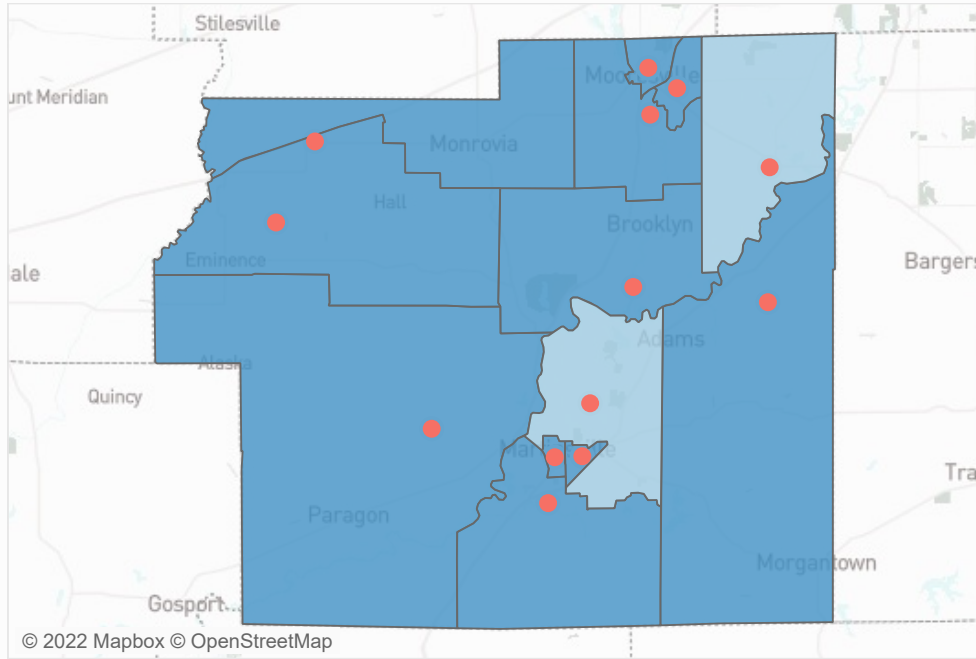 Stilesville
unt Meridian
Mooresville
Monrovia
Hall
Brooklyn
Eminence
Bargers
ale
Adams
Alaska
Quincy
Tra
Paragon
Morgantown
Gosport
© 2022 Mapbox © OpenStreetMap